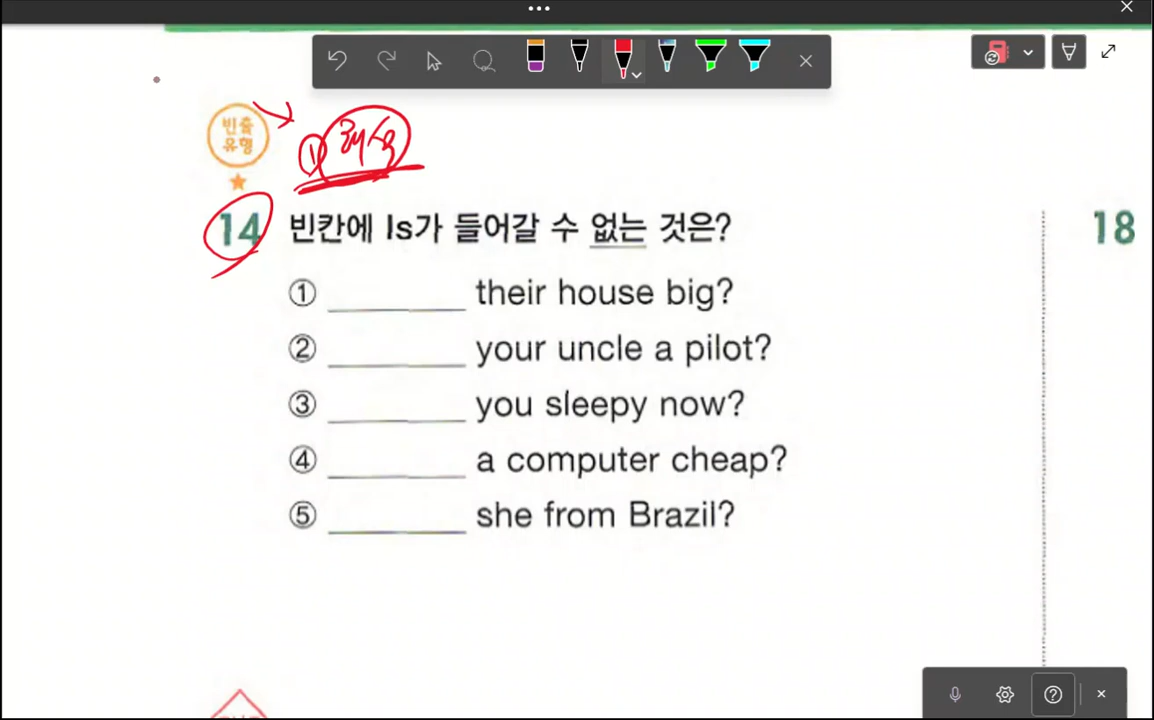 빈출
유형
①
14 빈칸에 Is가 들어갈 수 없는 것은?
① ________ their house big?
② ________ your uncle a pilot?
③ ________ you sleepy now?
④ ________ a computer cheap?
⑤ ________ she from Brazil?
18